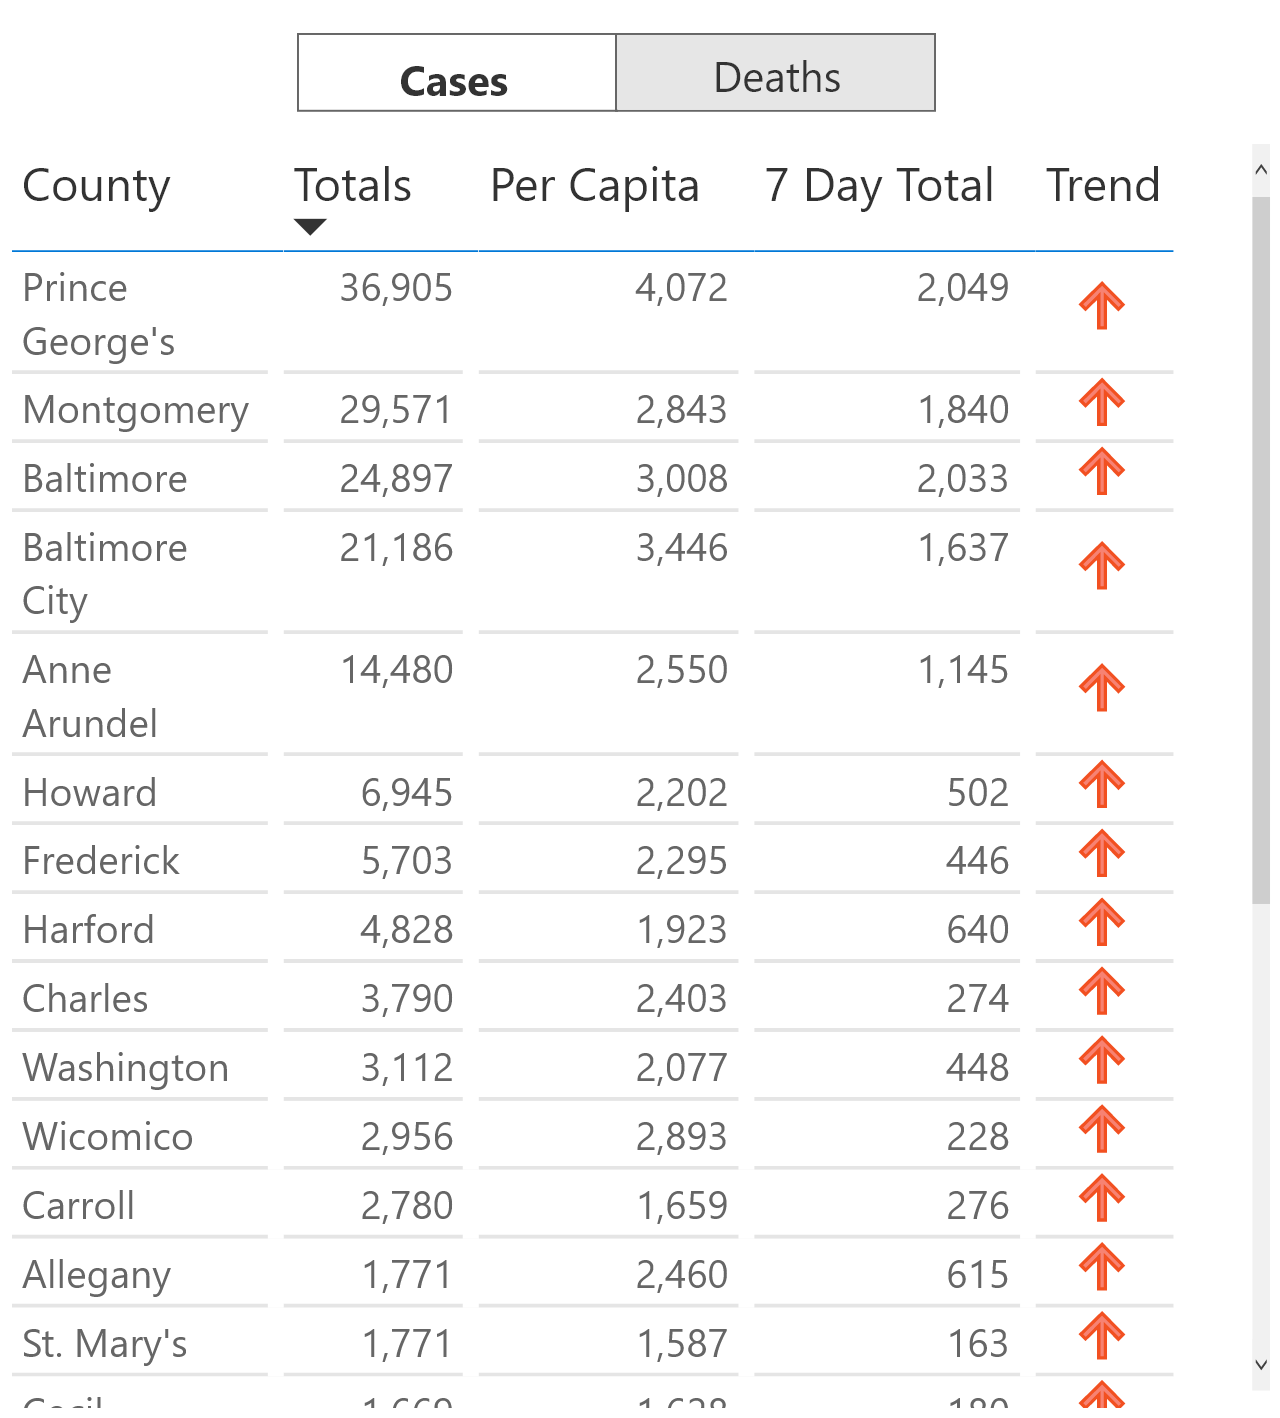 Cases Deaths
County Totals Per Capita 7 Day Total Trend
Prince 36,905 4,072 2,049
George's
Montgomery 29,571 2,843 1,840
Baltimore 24,897 3,008 2,033
Baltimore 21,186 3,446 1,637
City
Anne 14,480 2,550 1,145
Arundel
Howard 6,945 2,202 502
Frederick 5,703 2,295 446
Harford 4,828 1,923 640
Charles 3,790 2,403 274
Washington 3,112 2,077 448
Wicomico 2,956 2,893 228
Carroll 2,780 1,659 276
Allegany 1,771 2,460 615
St. Mary's 1,771 1,587 163
Cecil